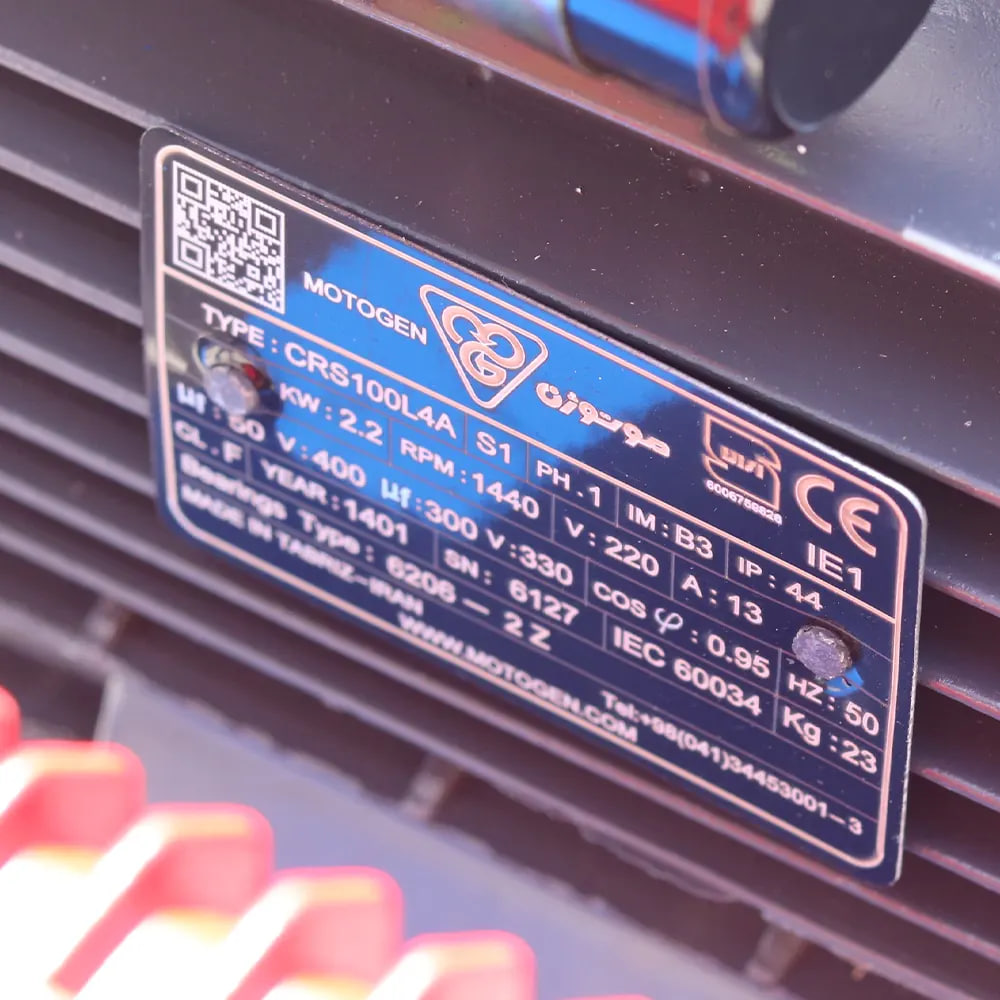 MOTOGEN
موتوژن
CE
6006759826
IE1
TYPE : CRS100L4A S1 PH . 1 IM : B3 IP : 44
KW : 2.2 RPM : 1440 V : 220 A : 13 HZ : 50
µf : 50 V : 400 µf : 300 V : 330 COS φ : 0.95 Kg : 23
CL . F YEAR : 1401 SN : 6127 IEC 60034
Bearings Type : 6206 – 2 Z
Tel:+98(041)34453001–3
MADE IN TABRIZ–IRAN
WWW.MOTOGEN.COM